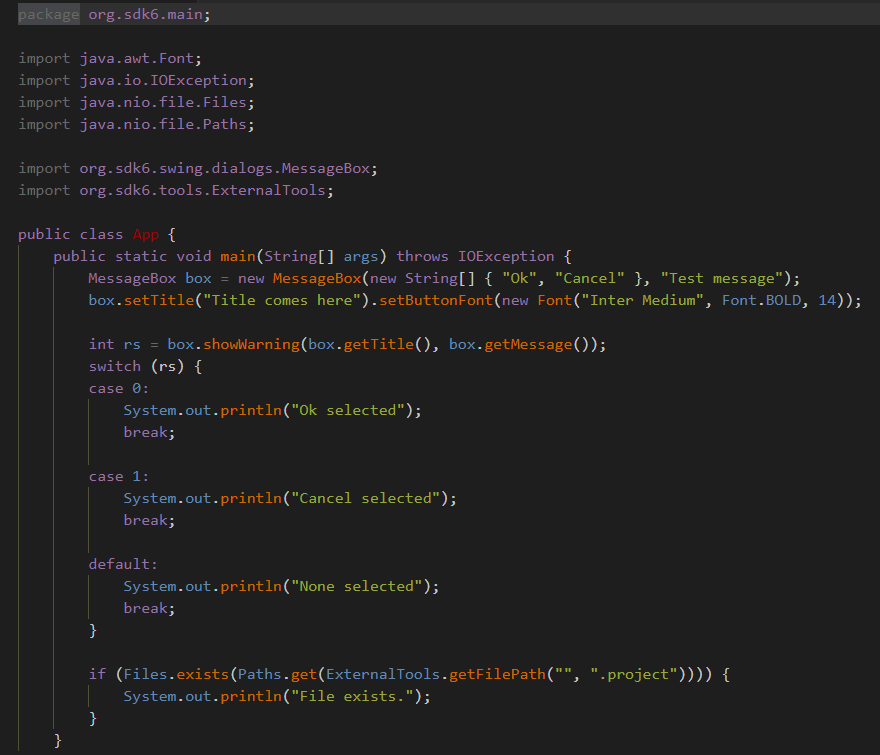 package org.sdk6.main;
import java.awt.Font;
import java.io.IOException;
import java.nio.file.Files;
import java.nio.file.Paths;
import org.sdk6.swing.dialogs.MessageBox;
import org.sdk6.tools.ExternalTools;
public class App {
public static void main(String[] args) throws IOException {
MessageBox box = new MessageBox(new String[] { "Ok", "Cancel" }, "Test message");
box.setTitle("Title comes here").setButtonFont(new Font("Inter Medium", Font.BOLD, 14));
int rs = box.showWarning(box.getTitle(), box.getMessage());
switch (rs) {
case 0:
System.out.println("Ok selected");
break;
case 1:
System.out.println("Cancel selected");
break;
default:
System.out.println("None selected");
break;
}
if (Files.exists(Paths.get(ExternalTools.getFilePath("", ".project")))) {
System.out.println("File exists.");
}
}